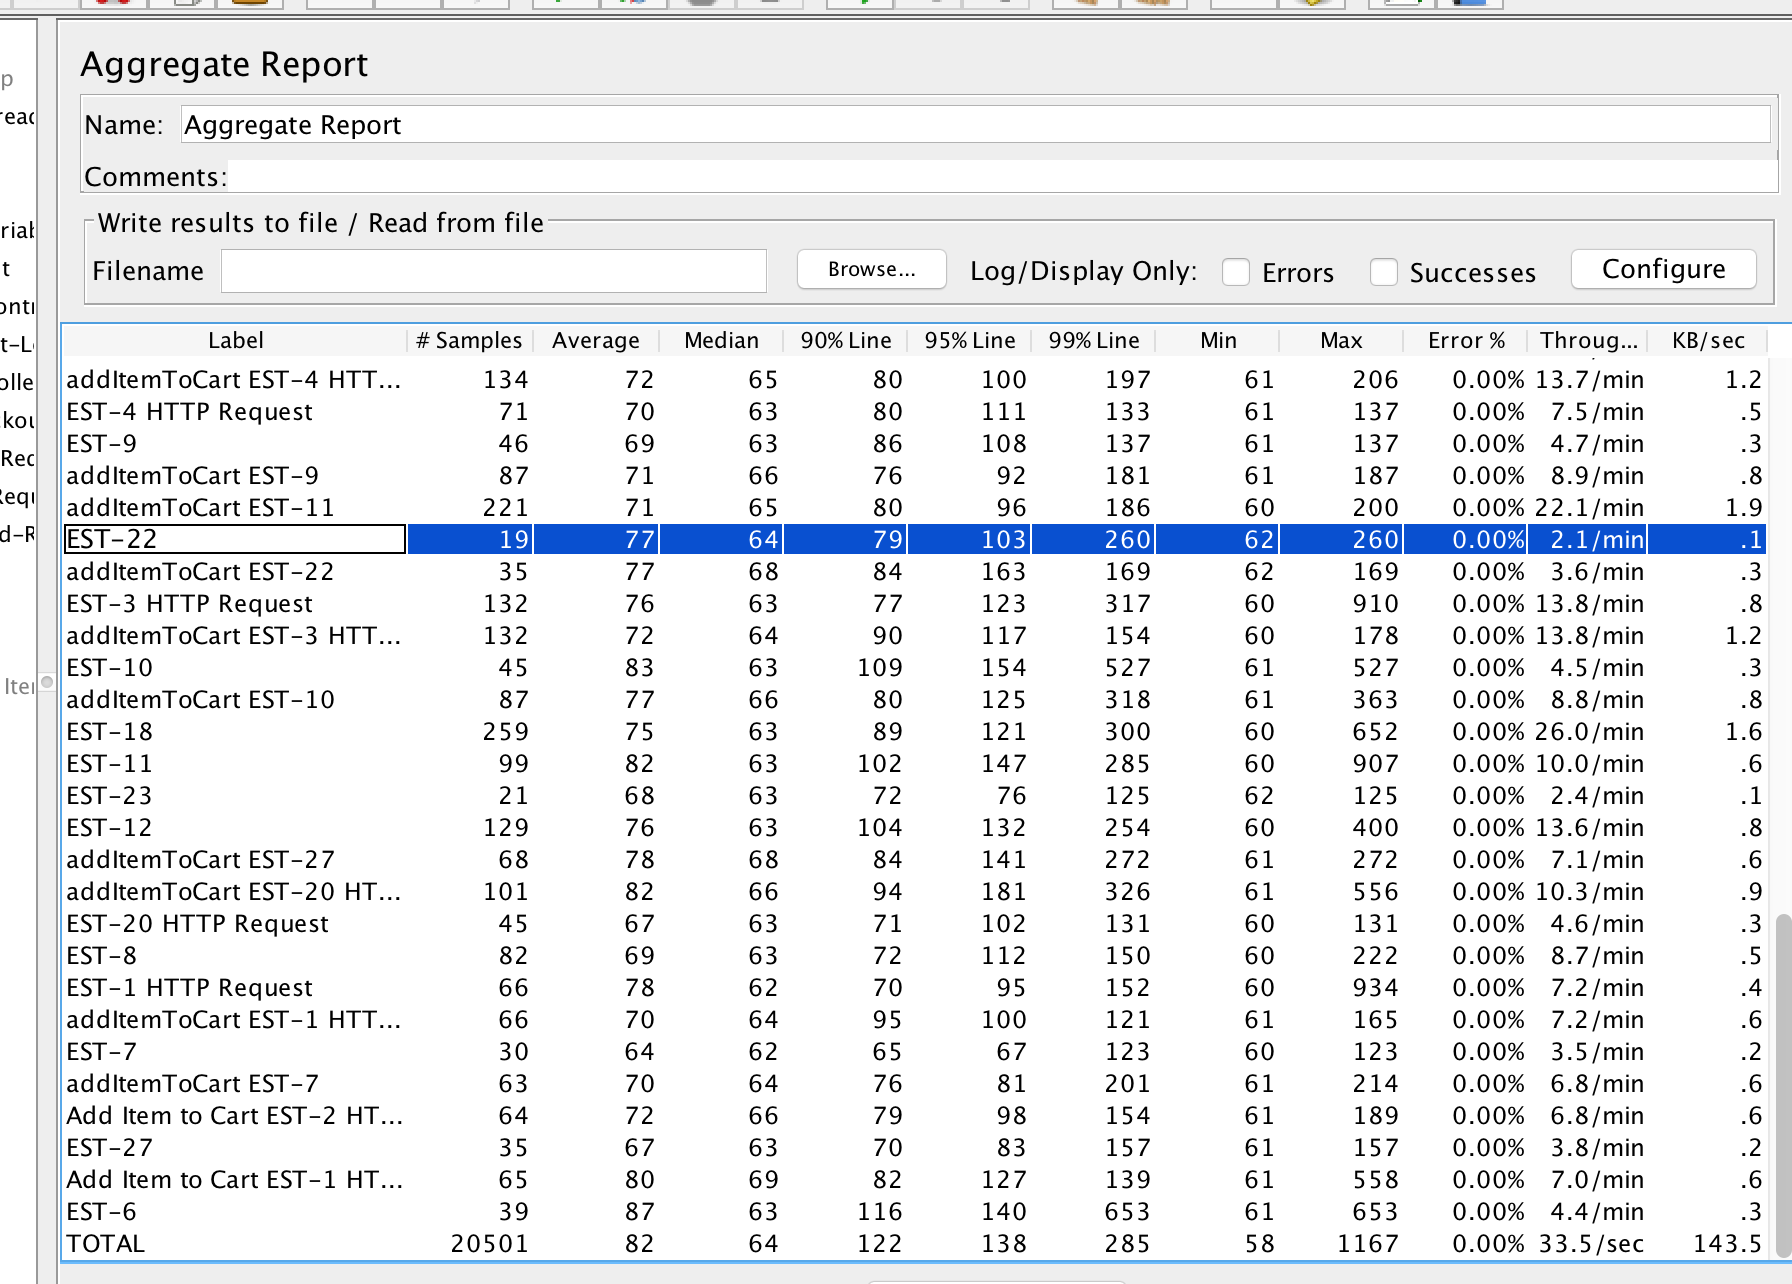 Aggregate Report
Name: Aggregate Report
Comments:
Write results to file / Read from file
Filename Browse... Log/Display Only: Errors Successes Configure
Label # Samples Average Median 90% Line 95% Line 99% Line Min Max Error % Throug... KB/sec
addItemToCart EST-4 HTT... 134 72 65 80 100 197 61 206 0.00% 13.7/min 1.2
EST-4 HTTP Request 71 70 63 80 111 133 61 137 0.00% 7.5/min .5
EST-9 46 69 63 86 108 137 61 137 0.00% 4.7/min .3
addItemToCart EST-9 87 71 66 76 92 181 61 187 0.00% 8.9/min .8
addItemToCart EST-11 221 71 65 80 96 186 60 200 0.00% 22.1/min 1.9
EST-22 19 77 64 79 103 260 62 260 0.00% 2.1/min .1
addItemToCart EST-22 35 77 68 84 163 169 62 169 0.00% 3.6/min .3
EST-3 HTTP Request 132 76 63 77 123 317 60 910 0.00% 13.8/min .8
addItemToCart EST-3 HTT... 132 72 64 90 117 154 60 178 0.00% 13.8/min 1.2
EST-10 45 83 63 109 154 527 61 527 0.00% 4.5/min .3
addItemToCart EST-10 87 77 66 80 125 318 61 363 0.00% 8.8/min .8
EST-18 259 75 63 89 121 300 60 652 0.00% 26.0/min 1.6
EST-11 99 82 63 102 147 285 60 907 0.00% 10.0/min .6
EST-23 21 68 63 72 76 125 62 125 0.00% 2.4/min .1
EST-12 129 76 63 104 132 254 60 400 0.00% 13.6/min .8
addItemToCart EST-27 68 78 68 84 141 272 61 272 0.00% 7.1/min .6
addItemToCart EST-20 HT... 101 82 66 94 181 326 61 556 0.00% 10.3/min .9
EST-20 HTTP Request 45 67 63 71 102 131 60 131 0.00% 4.6/min .3
EST-8 82 69 63 72 112 150 60 222 0.00% 8.7/min .5
EST-1 HTTP Request 66 78 62 70 95 152 60 934 0.00% 7.2/min .4
addItemToCart EST-1 HTT... 66 70 64 95 100 121 61 165 0.00% 7.2/min .6
EST-7 30 64 62 65 67 123 60 123 0.00% 3.5/min .2
addItemToCart EST-7 63 70 64 76 81 201 61 214 0.00% 6.8/min .6
Add Item to Cart EST-2 HT... 64 72 66 79 98 154 61 189 0.00% 6.8/min .6
EST-27 35 67 63 70 83 157 61 157 0.00% 3.8/min .2
Add Item to Cart EST-1 HT... 65 80 69 82 127 139 61 558 0.00% 7.0/min .6
EST-6 39 87 63 116 140 653 61 653 0.00% 4.4/min .3
TOTAL 20501 82 64 122 138 285 58 1167 0.00% 33.5/sec 143.5